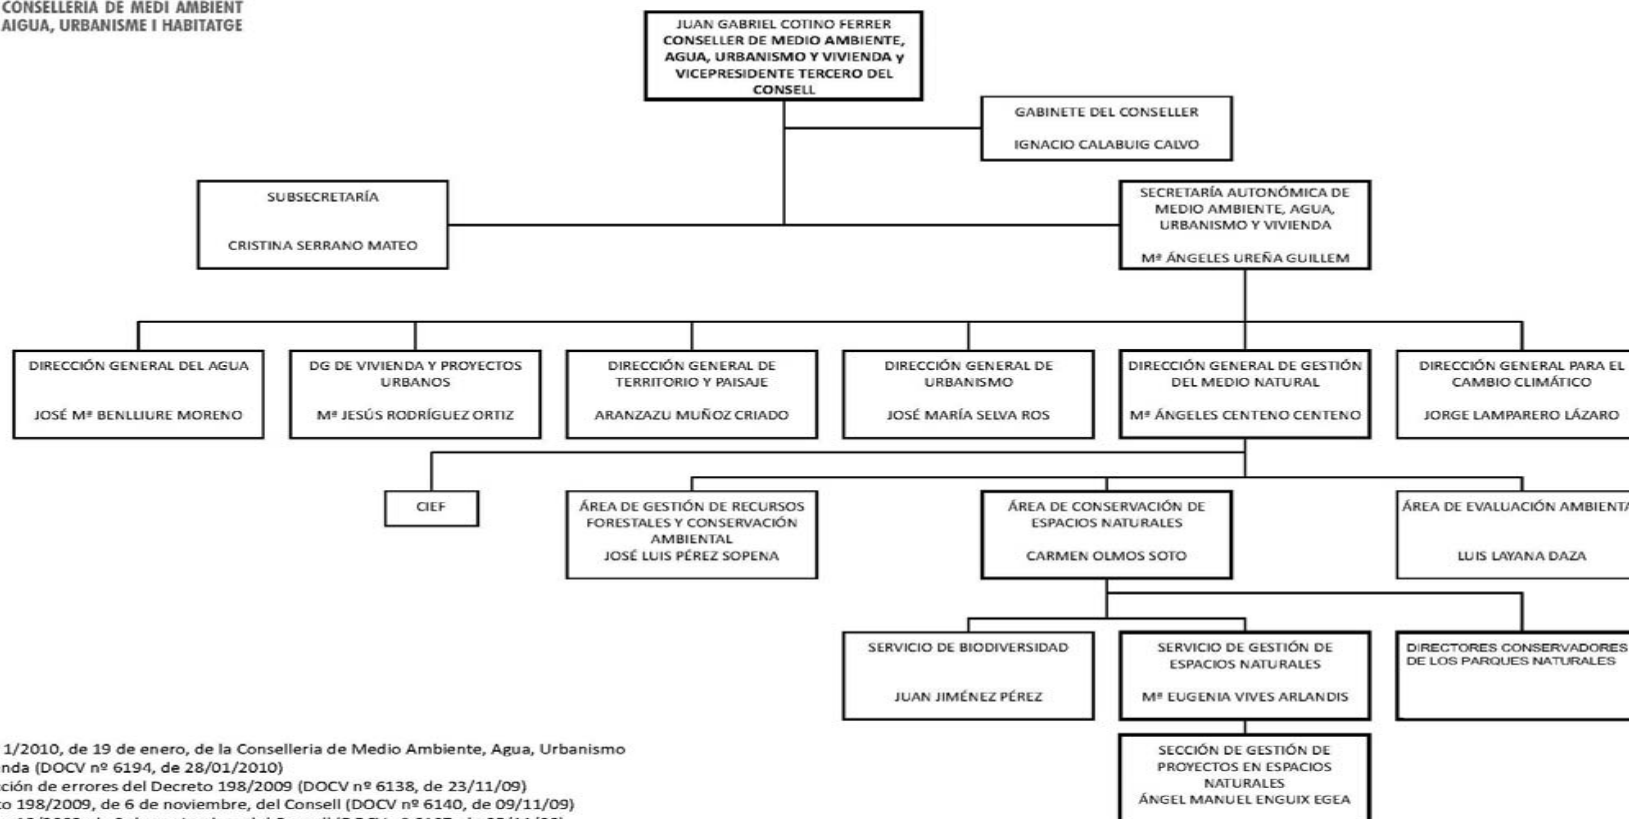 CONSELLERIA DE MEDI AMBIENT
AIGUA, URBANISME I HABITATGE
JUAN GABRIEL COTINO FERRER
CONSELLER DE MEDIO AMBIENTE,
AGUA, URBANISMO Y VIVIENDA y
VICEPRESIDENTE TERCERO DEL
CONSELL
GABINETE DEL CONSELLER
IGNACIO CALABUIG CALVO
SUBSECRETARÍA
CRISTINA SERRANO MATEO
SECRETARÍA AUTONÓMICA DE
MEDIO AMBIENTE, AGUA,
URBANISMO Y VIVIENDA
Mª ÁNGELES UREÑA GUILLEM
DIRECCIÓN GENERAL DEL AGUA
JOSÉ Mª BENLLIURE MORENO
DG DE VIVIENDA Y PROYECTOS
URBANOS
Mª JESÚS RODRÍGUEZ ORTIZ
DIRECCIÓN GENERAL DE
TERRITORIO Y PAISAJE
ARANZAZU MUÑOZ CRIADO
DIRECCIÓN GENERAL DE
URBANISMO
JOSÉ MARÍA SELVA ROS
DIRECCIÓN GENERAL DE GESTIÓN
DEL MEDIO NATURAL
Mª ÁNGELES CENTENO CENTENO
DIRECCIÓN GENERAL PARA EL
CAMBIO CLIMÁTICO
JORGE LAMPARERO LÁZARO
CIEF
ÁREA DE GESTIÓN DE RECURSOS
FORESTALES Y CONSERVACIÓN
AMBIENTAL
JOSÉ LUIS PÉREZ SOPENA
ÁREA DE CONSERVACIÓN DE
ESPACIOS NATURALES
CARMEN OLMOS SOTO
ÁREA DE EVALUACIÓN AMBIENTA
LUIS LAYANA DAZA
SERVICIO DE BIODIVERSIDAD
JUAN JIMÉNEZ PÉREZ
SERVICIO DE GESTIÓN DE
ESPACIOS NATURALES
Mª EUGENIA VIVES ARLANDIS
DIRECTORES CONSERVADORES
DE LOS PARQUES NATURALES
SECCIÓN DE GESTIÓN DE
PROYECTOS EN ESPACIOS
NATURALES
ÁNGEL MANUEL ENGUIX EGEA
1/2010, de 19 de enero, de la Conselleria de Medio Ambiente, Agua, Urbanismo
nda (DOCV nº 6194, de 28/01/2010)
ción de errores del Decreto 198/2009 (DOCV nº 6138, de 23/11/09)
o 198/2009, de 6 de noviembre, del Consell (DOCV nº 6140, de 09/11/09)